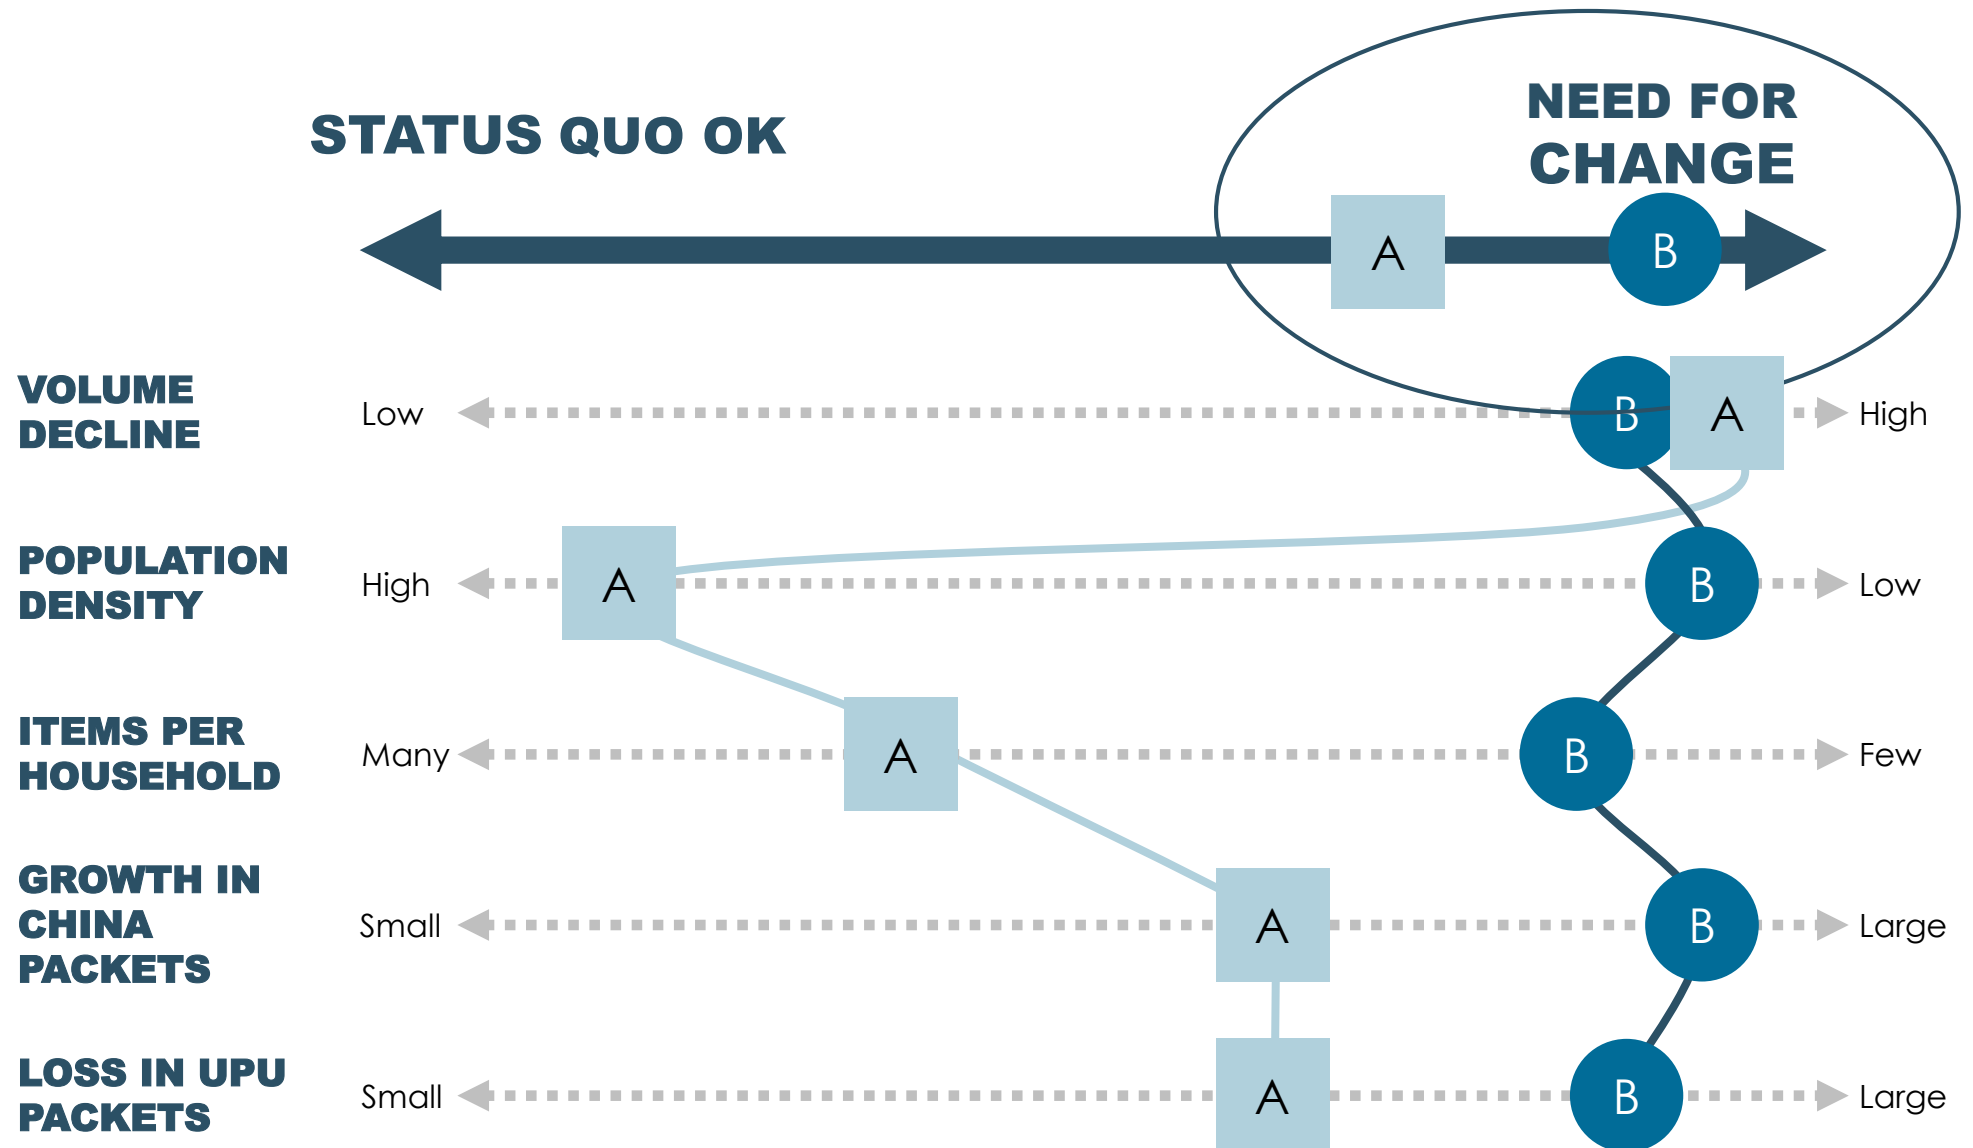 STATUS QUO OK
NEED FOR
CHANGE
A
B
VOLUME
DECLINE
Low
B
A
High
POPULATION
DENSITY
High
A
B
Low
ITEMS PER
HOUSEHOLD
Many
A
B
Few
GROWTH IN
CHINA
PACKETS
Small
A
B
Large
LOSS IN UPU
PACKETS
Small
A
B
Large